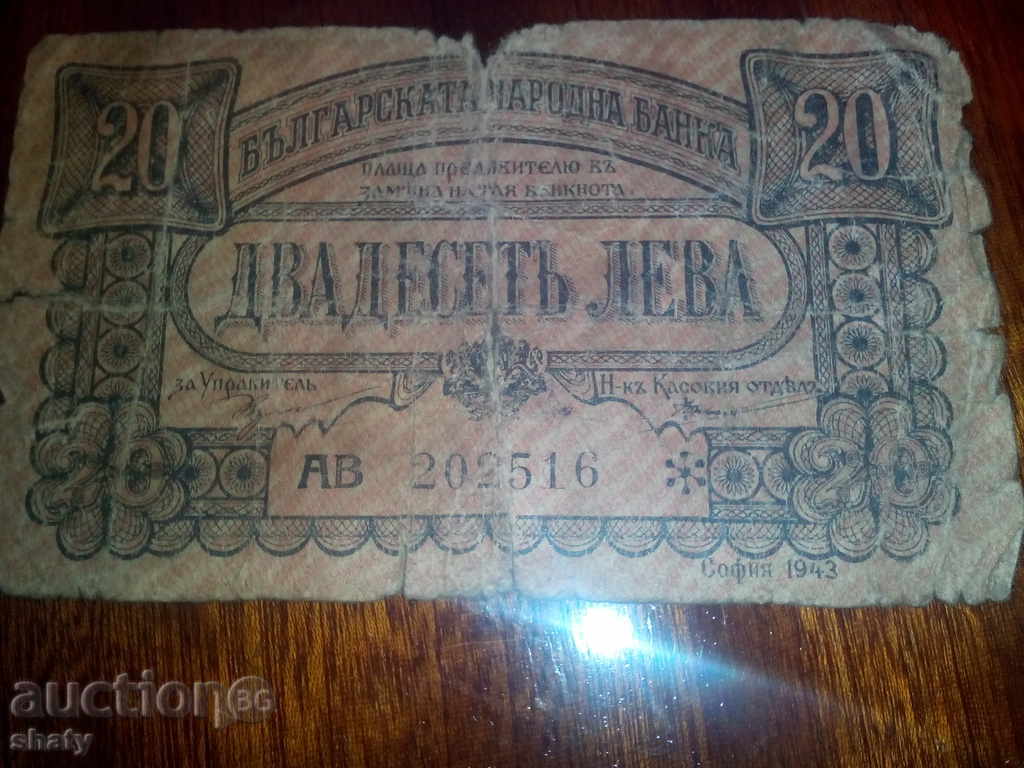 20 20
БЪЛГАРСКАТА НАРОДНА БАНКА
ПЛАЩА ПРЕДЯВИТЕЛЮ ВЪ
ЗАМѢНА НА ТАЯ БАНКНОТА
ДВАДЕСЕТЬ ЛЕВА
за Управитель Н-къ Касовия отдѣлъ
АВ 202516
20 20
София 1943
auction BG
shaty